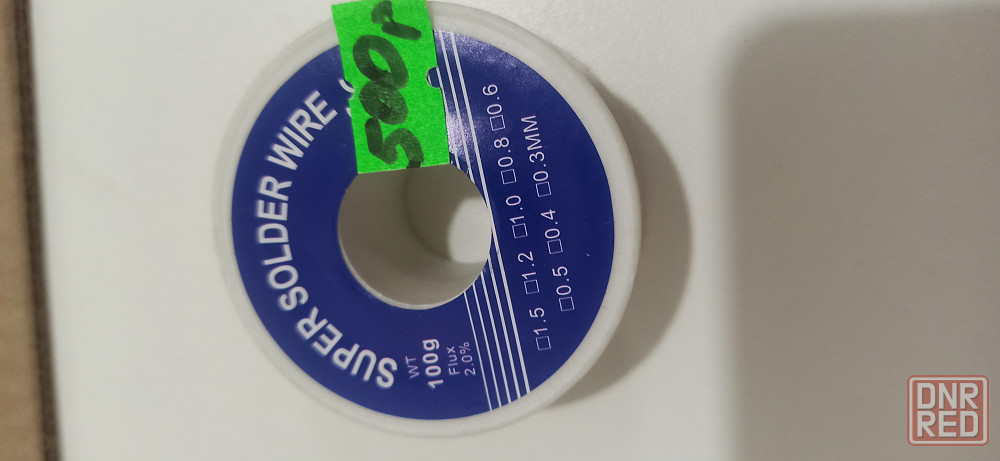 500р
SUPER SOLDER WIRE
WT
100g
Flux
2.0%
□1.5 □1.2 □1.0 □0.8 □0.6
□0.5 □0.4 □0.3MM
DNR
RED